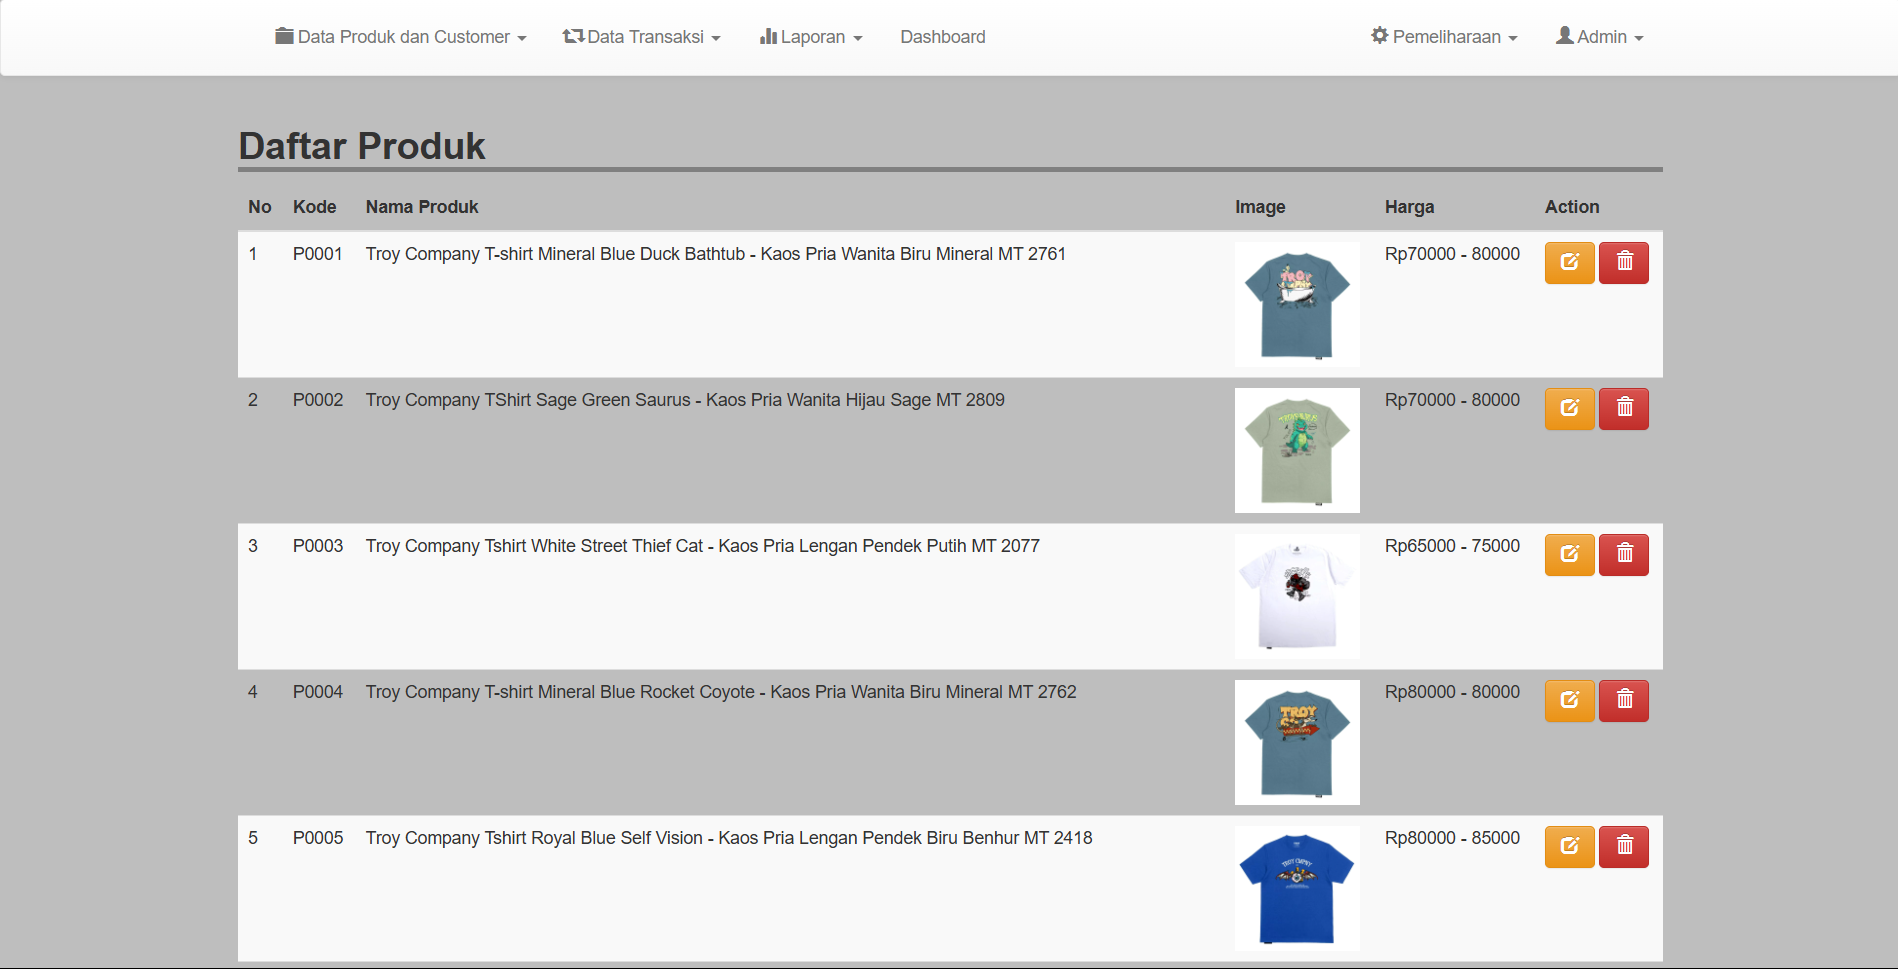 Data Produk dan Customer Data Transaksi Laporan Dashboard Pemeliharaan Admin
Daftar Produk
No Kode Nama Produk Image Harga Action
1 P0001 Troy Company T-shirt Mineral Blue Duck Bathtub - Kaos Pria Wanita Biru Mineral MT 2761 Rp70000 - 80000
2 P0002 Troy Company TShirt Sage Green Saurus - Kaos Pria Wanita Hijau Sage MT 2809 Rp70000 - 80000
3 P0003 Troy Company Tshirt White Street Thief Cat - Kaos Pria Lengan Pendek Putih MT 2077 Rp65000 - 75000
4 P0004 Troy Company T-shirt Mineral Blue Rocket Coyote - Kaos Pria Wanita Biru Mineral MT 2762 Rp80000 - 80000
TROY
5 P0005 Troy Company Tshirt Royal Blue Self Vision - Kaos Pria Lengan Pendek Biru Benhur MT 2418 Rp80000 - 85000
TROY CMPNY